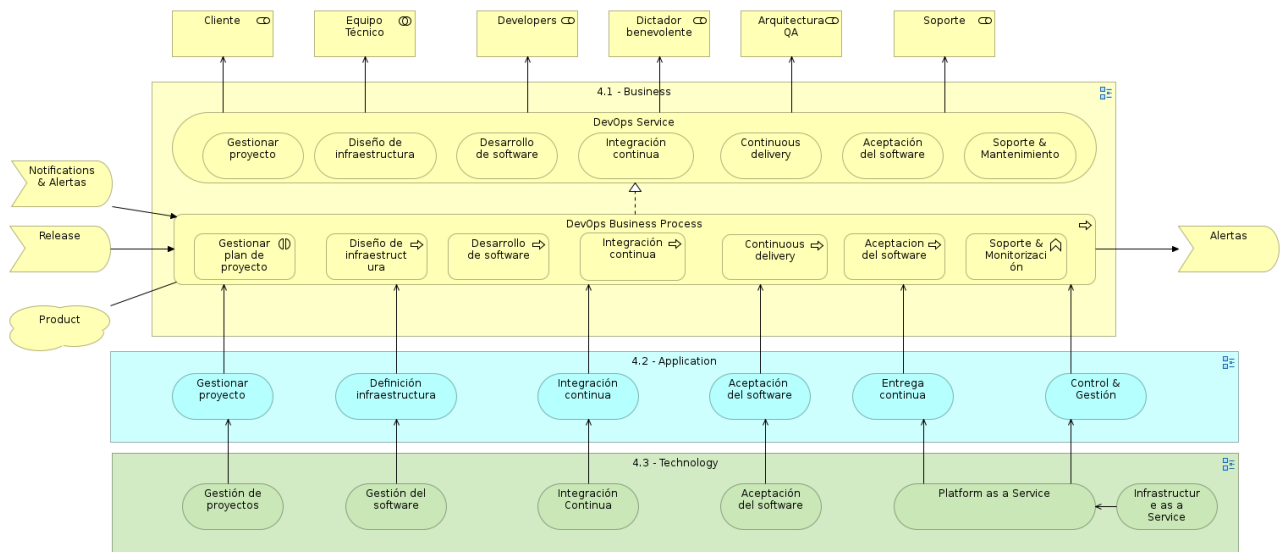 Cliente
Equipo
Técnico
Developers
Dictador
benevolente
Arquitectura
QA
Soporte
4.1 - Business
DevOps Service
Gestionar
proyecto
Diseño de
infraestructura
Desarrollo
de software
Integración
continua
Continuous
delivery
Aceptación
del software
Soporte &
Mantenimiento
Notifications
& Alertas
Release
Product
DevOps Business Process
Gestionar
plan de
proyecto
Diseño de
infraestruct
ura
Desarrollo
de software
Integración
continua
Continuous
delivery
Aceptacion
del software
Soporte &
Monitorizaci
ón
Alertas
4.2 - Application
Gestionar
proyecto
Definición
infraestructura
Integración
continua
Aceptación
del software
Entrega
continua
Control &
Gestión
4.3 - Technology
Gestión de
proyectos
Gestión del
software
Integración
Continua
Aceptación
del software
Platform as a Service
Infrastructur
e as a
Service